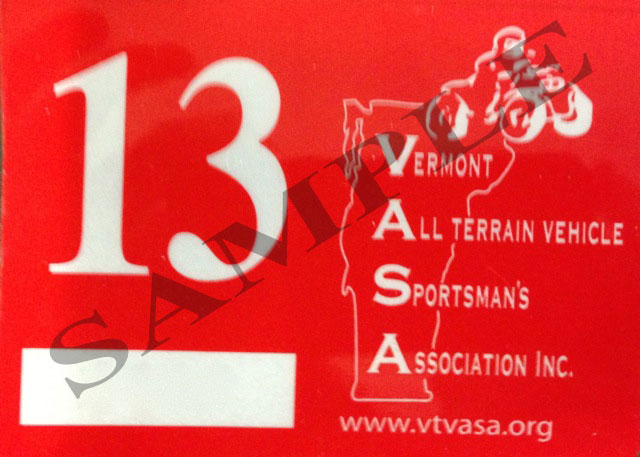 13
SAMPLE
V VERMONT
A ALL TERRAIN VEHICLE
S SPORTSMAN'S
A ASSOCIATION INC.
www.vtvasa.org